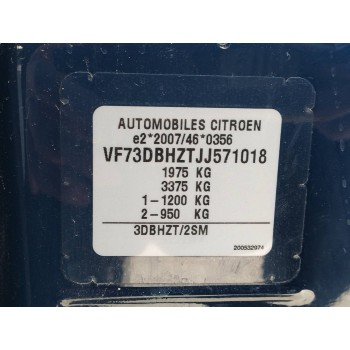 AUTOMOBILES CITROEN
e2*2007/46*0356
VF73DBHZTJJ571018
1975 KG
3375 KG
1-1200 KG
2-950 KG
3DBHZT/2SM
200532974